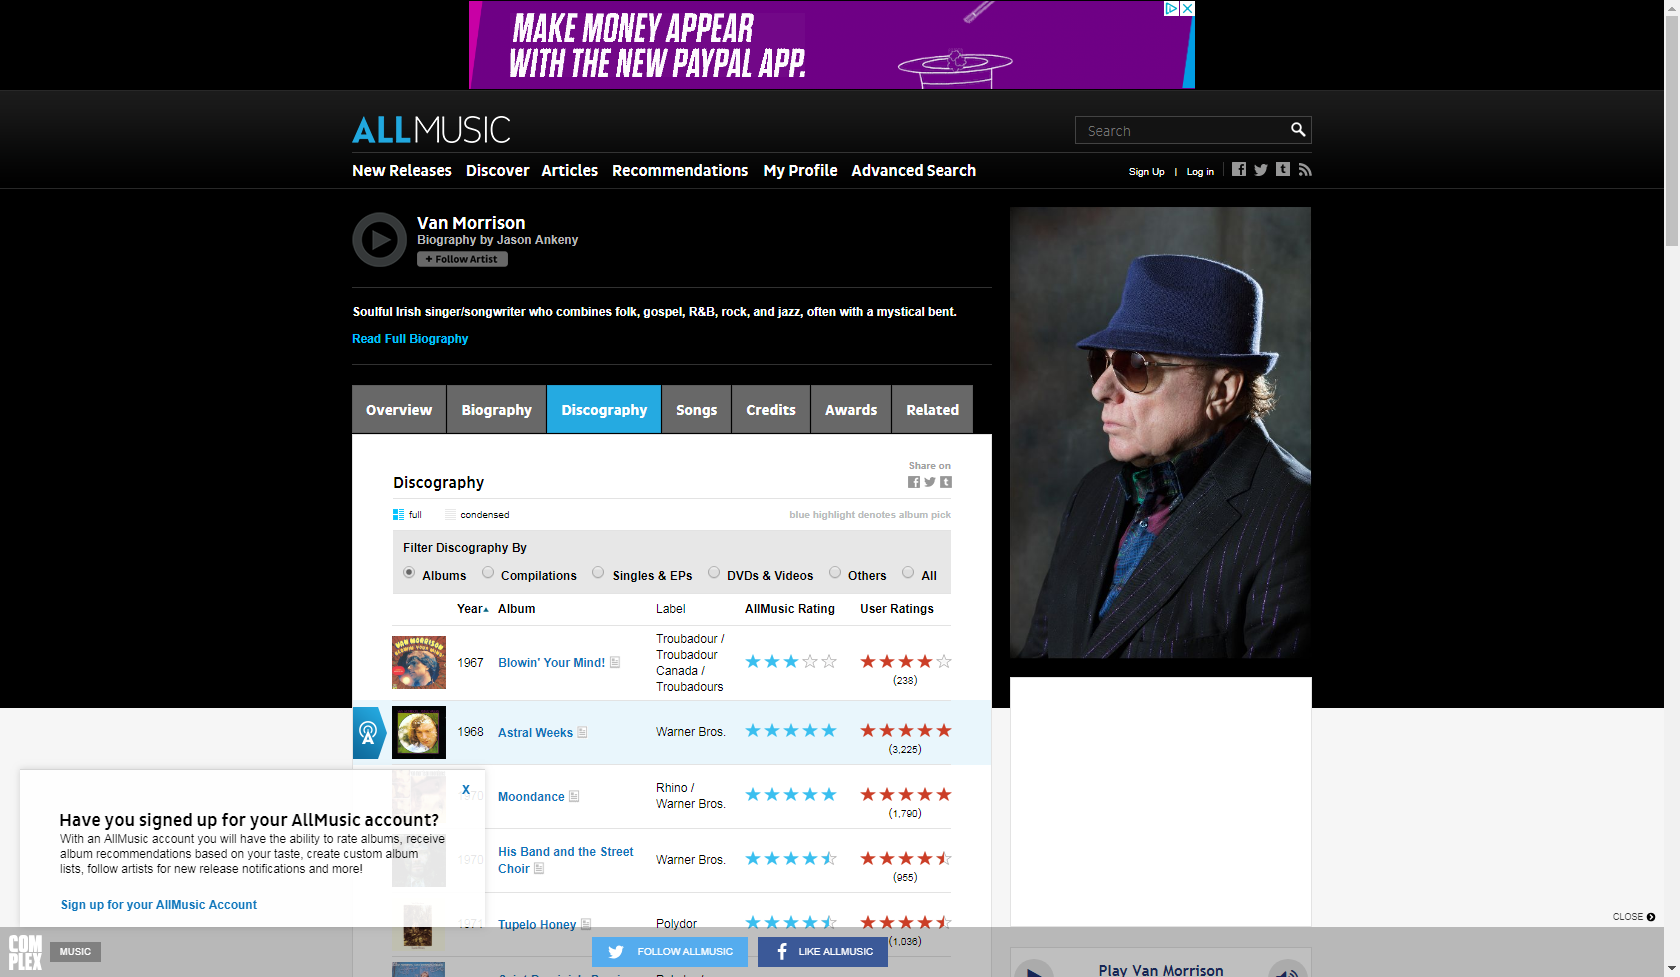 MAKE MONEY APPEAR
WITH THE NEW PAYPAL APP.
ALLMUSIC
Search
New Releases Discover Articles Recommendations My Profile Advanced Search
Sign Up | Log in
Van Morrison
Biography by Jason Ankeny
+ Follow Artist
Soulful Irish singer/songwriter who combines folk, gospel, R&B, rock, and jazz, often with a mystical bent.
Read Full Biography
Overview Biography Discography Songs Credits Awards Related
Share on
Discography
full condensed blue highlight denotes album pick
Filter Discography By
Albums Compilations Singles & EPs DVDs & Videos Others All
Year Album Label AllMusic Rating User Ratings
VAN MORRISON
BLOWIN' YOUR MIND!
1967 Blowin' Your Mind! Troubadour /
Troubadour
Canada /
Troubadours
(238)
1968 Astral Weeks Warner Bros.
(3,225)
1970 Moondance Rhino /
Warner Bros.
(1,790)
1970 His Band and the Street
Choir Warner Bros.
(955)
1971 Tupelo Honey Polydor
(1,036)
X
Have you signed up for your AllMusic account?
With an AllMusic account you will have the ability to rate albums, receive
album recommendations based on your taste, create custom album
lists, follow artists for new release notifications and more!
Sign up for your AllMusic Account
CLOSE
COM
PLEX
MUSIC
FOLLOW ALLMUSIC
LIKE ALLMUSIC
Play Van Morrison